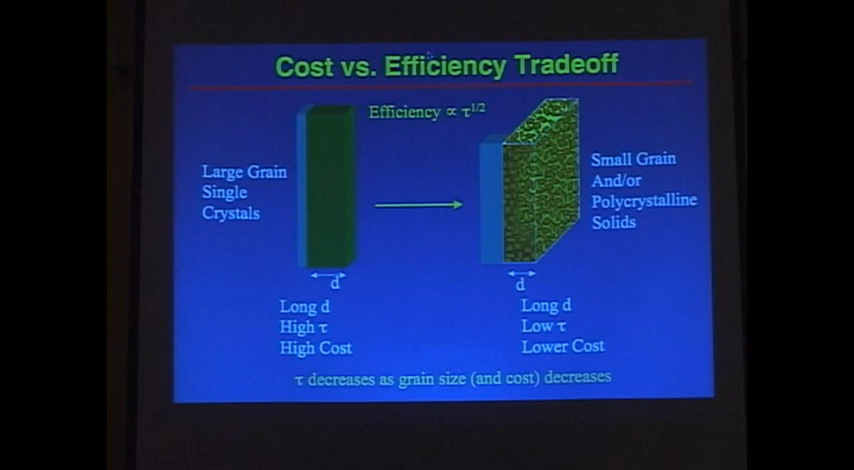 Cost vs. Efficiency Tradeoff
Efficiency ∝ τ1/2
Large Grain
Single
Crystals
Small Grain
And/or
Polycrystalline
Solids
d
d
Long d
High τ
High Cost
Long d
Low τ
Lower Cost
τ decreases as grain size (and cost) decreases